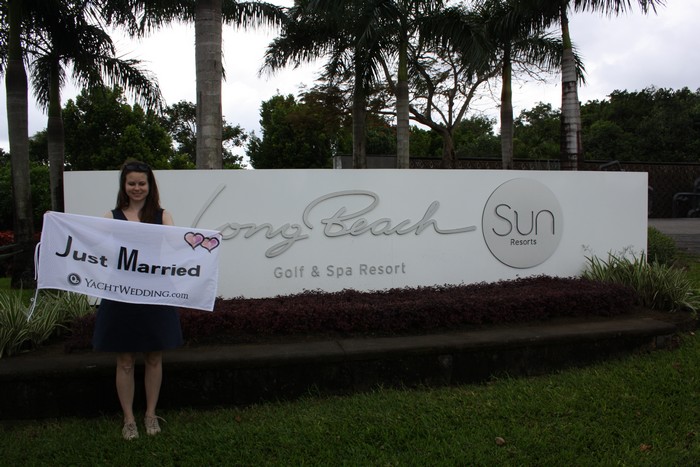 Long Beach
Golf & Spa Resort
Sun
Resorts
Just Married
YachtWedding.com